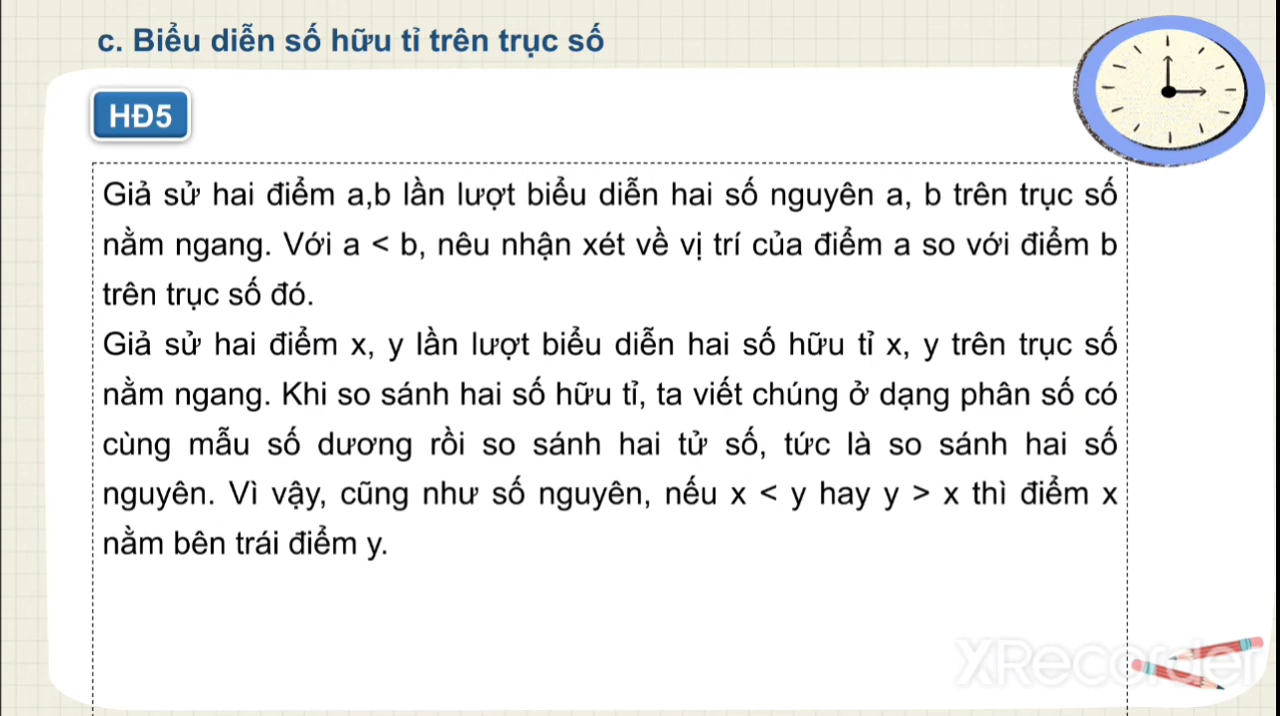 c. Biểu diễn số hữu tỉ trên trục số
HĐ5
Giả sử hai điểm a,b lần lượt biểu diễn hai số nguyên a, b trên trục số
nằm ngang. Với a < b, nêu nhận xét về vị trí của điểm a so với điểm b
trên trục số đó.
Giả sử hai điểm x, y lần lượt biểu diễn hai số hữu tỉ x, y trên trục số
nằm ngang. Khi so sánh hai số hữu tỉ, ta viết chúng ở dạng phân số có
cùng mẫu số dương rồi so sánh hai tử số, tức là so sánh hai số
nguyên. Vì vậy, cũng như số nguyên, nếu x < y hay y > x thì điểm x
nằm bên trái điểm y.
XRecorder